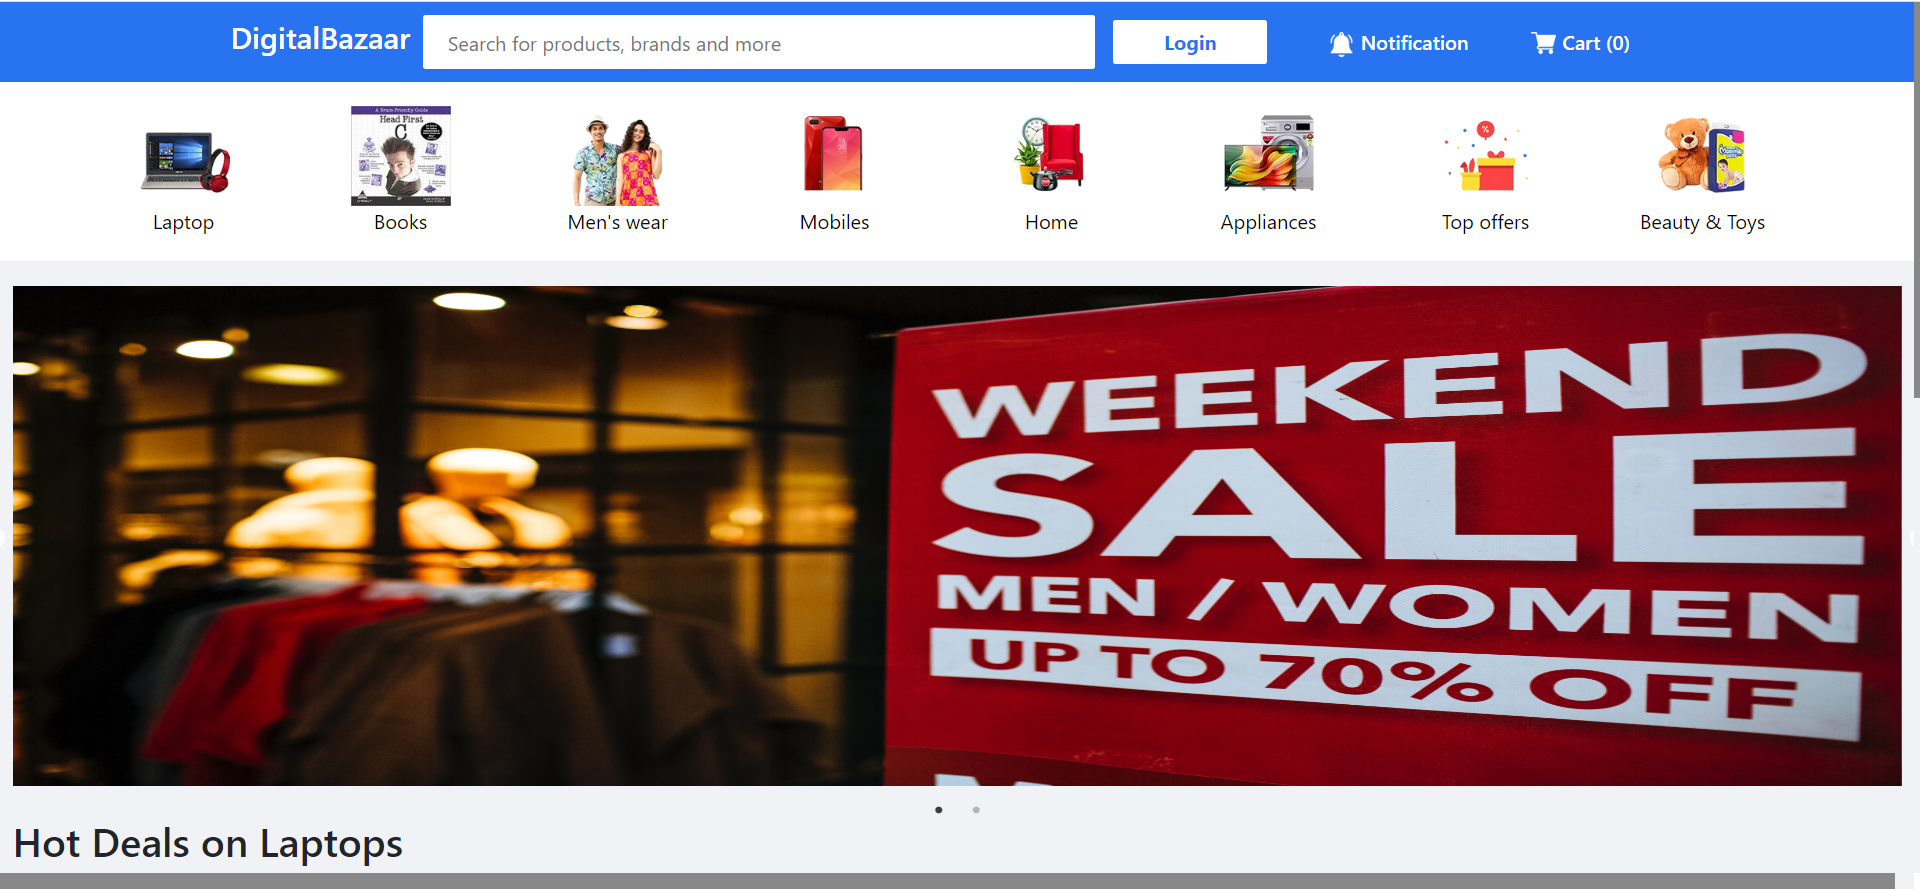 DigitalBazaar
Search for products, brands and more
Login
Notification
Cart (0)
A Brain-Friendly Guide
Head First
C
Laptop
Books
Men's wear
Mobiles
Home
Appliances
Top offers
Beauty & Toys
WEEKEND
SALE
MEN / WOMEN
UP TO 70% OFF
Hot Deals on Laptops